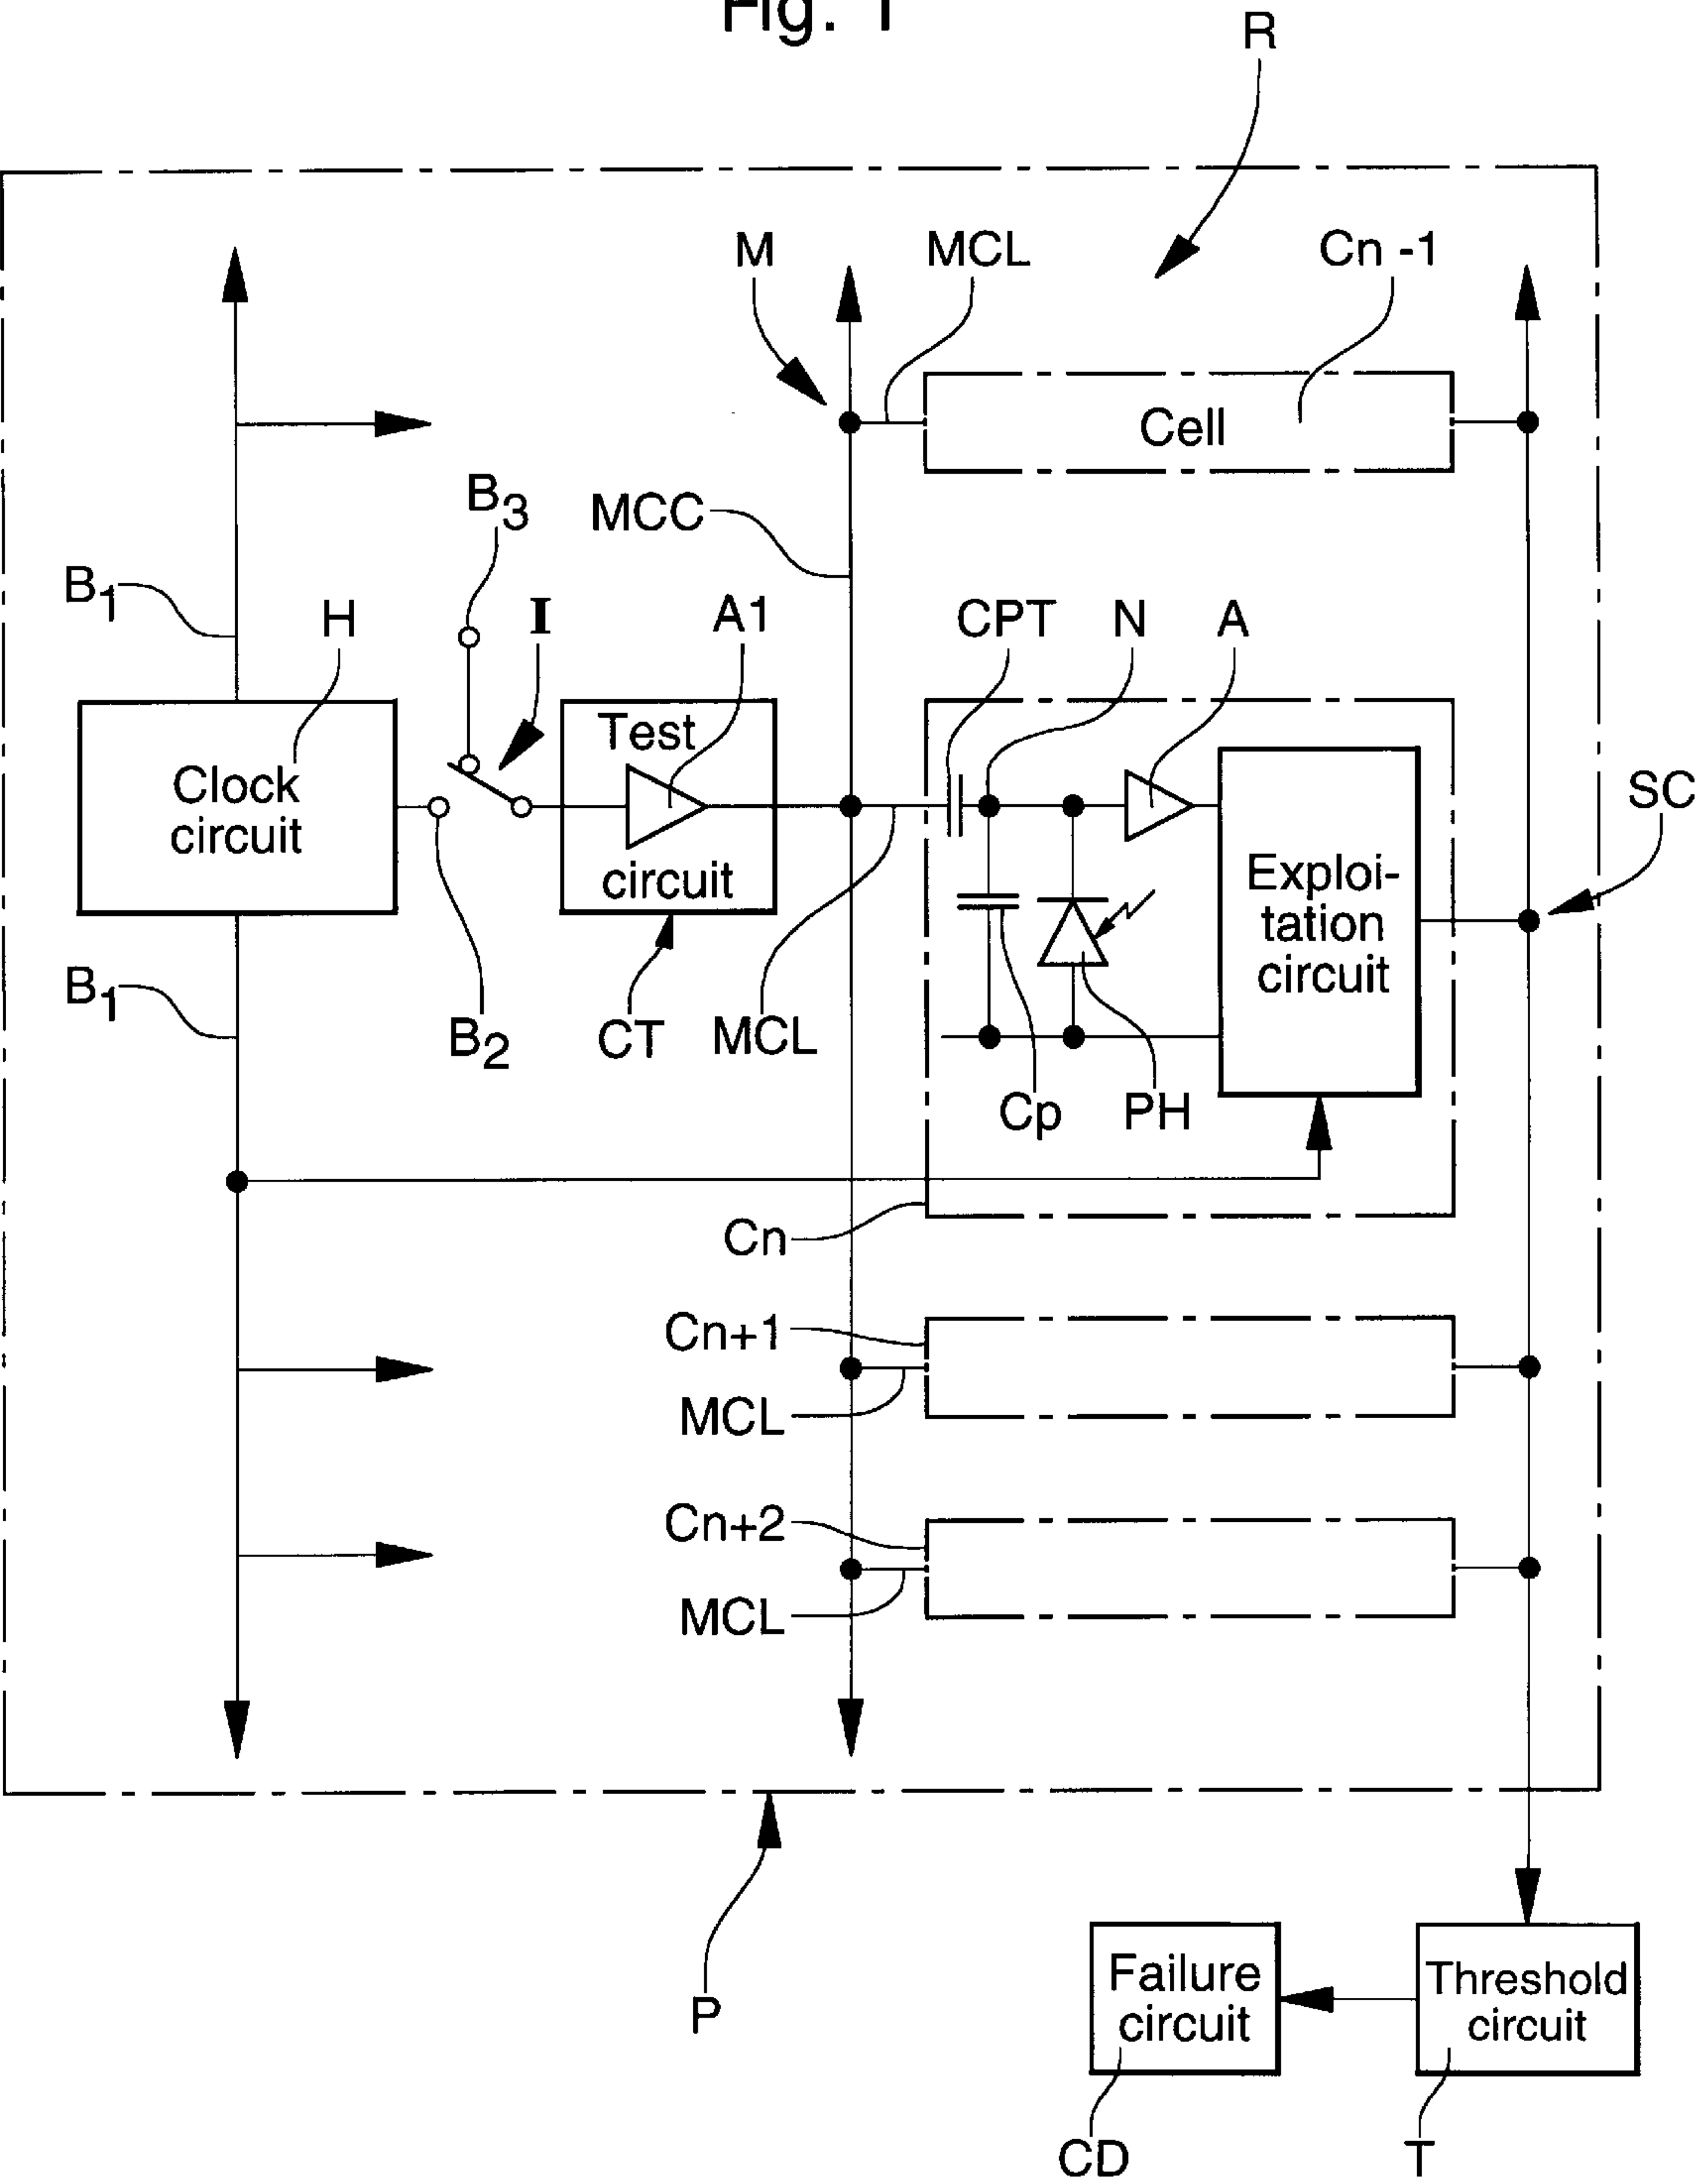 Fig. 1
R
M
MCL
Cn -1
Cell
B3
MCC
B1
H
I
A1
CPT
N
A
Clock
circuit
Test
circuit
SC
Exploi-
tation
circuit
B1
B2
CT
MCL
Cp
PH
Cn
Cn+1
MCL
Cn+2
MCL
P
Failure
circuit
Threshold
circuit
CD
T